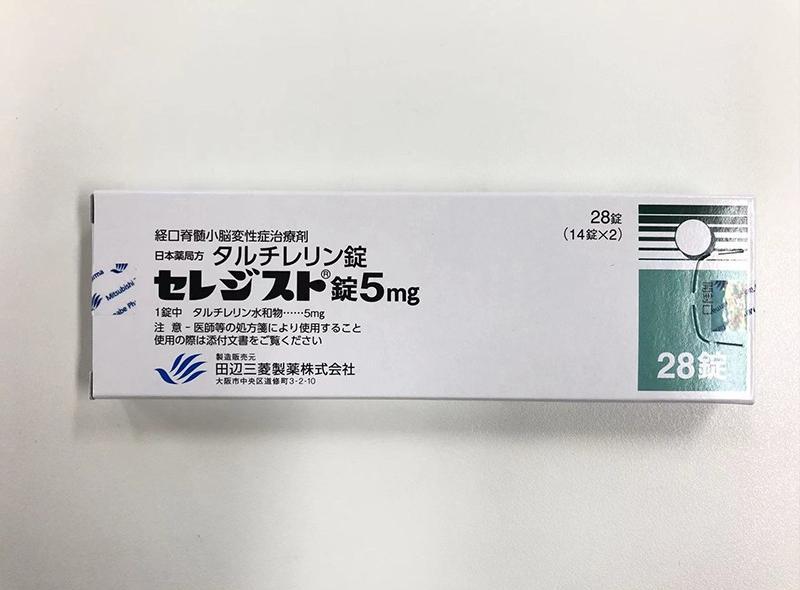 経口脊髄小脳変性症治療剤
日本薬局方 タルチレリン錠
セレジスト®錠5mg
1錠中 タルチレリン水和物……5mg
注 意-医師等の処方箋により使用すること
使用の際は添付文書をご覧ください
製造販売元
田辺三菱製薬株式会社
大阪市中央区道修町3-2-10
28錠
(14錠×2)
開封口
28錠
Mitsubishi